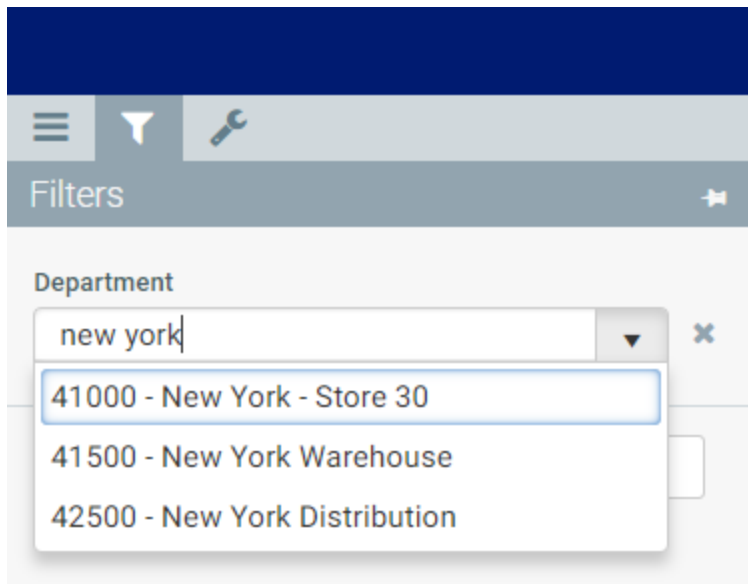 Filters
Department
new york
41000 - New York - Store 30
41500 - New York Warehouse
42500 - New York Distribution